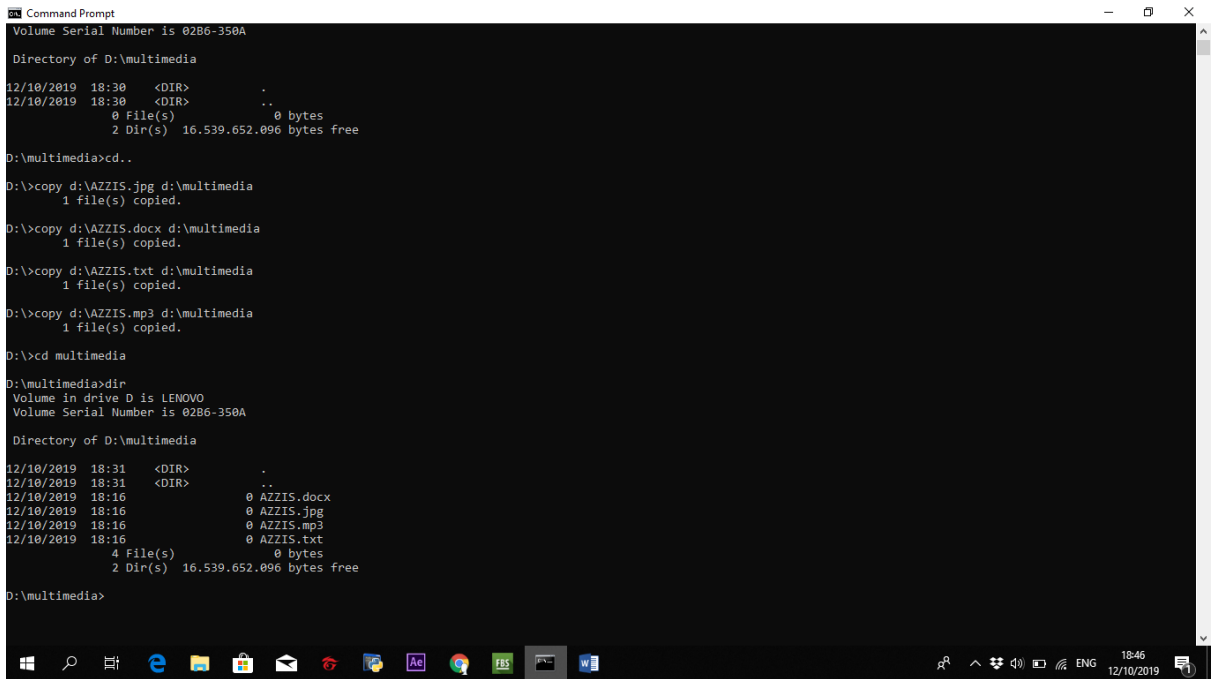 Command Prompt
Volume Serial Number is 02B6-350A
Directory of D:\multimedia
12/10/2019  18:30    <DIR>          .
12/10/2019  18:30    <DIR>          ..
0 File(s)              0 bytes
2 Dir(s)  16.539.652.096 bytes free
D:\multimedia>cd..
D:\>copy d:\AZZIS.jpg d:\multimedia
1 file(s) copied.
D:\>copy d:\AZZIS.docx d:\multimedia
1 file(s) copied.
D:\>copy d:\AZZIS.txt d:\multimedia
1 file(s) copied.
D:\>copy d:\AZZIS.mp3 d:\multimedia
1 file(s) copied.
D:\>cd multimedia
D:\multimedia>dir
Volume in drive D is LENOVO
Volume Serial Number is 02B6-350A
Directory of D:\multimedia
12/10/2019  18:31    <DIR>          .
12/10/2019  18:31    <DIR>          ..
12/10/2019  18:16                 0 AZZIS.docx
12/10/2019  18:16                 0 AZZIS.jpg
12/10/2019  18:16                 0 AZZIS.mp3
12/10/2019  18:16                 0 AZZIS.txt
4 File(s)              0 bytes
2 Dir(s)  16.539.652.096 bytes free
D:\multimedia>
Ae
FBS
W
ENG
18:46
12/10/2019
1